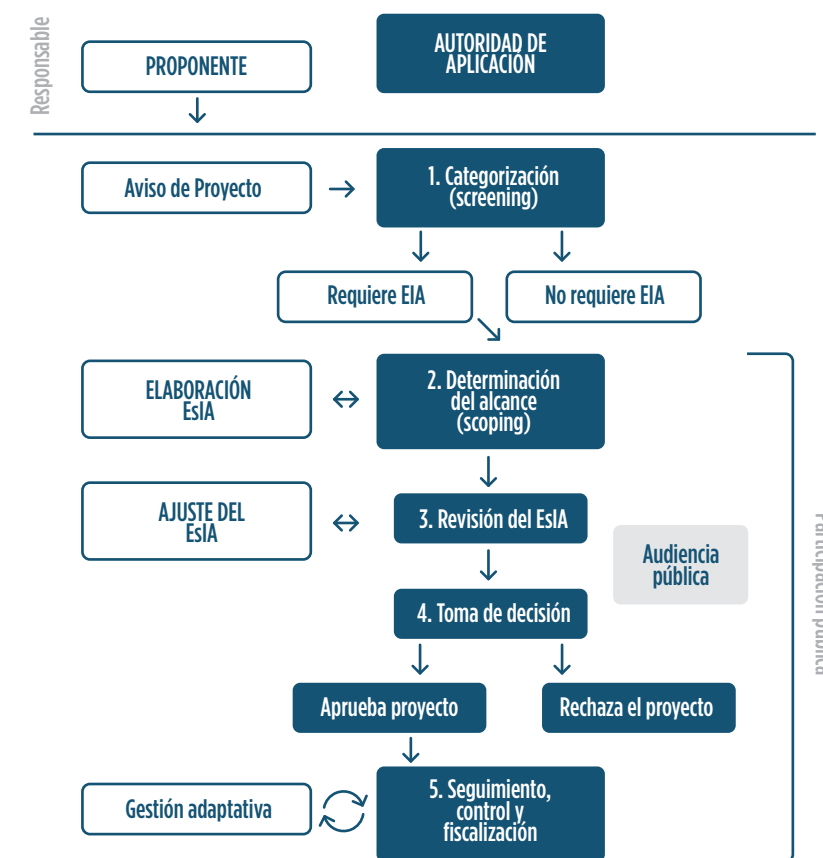 Responsable
PROPONENTE
AUTORIDAD DE
APLICACIÓN
Aviso de Proyecto
1. Categorización
(screening)
Requiere EIA
No requiere EIA
ELABORACIÓN
EsIA
2. Determinación
del alcance
(scoping)
AJUSTE DEL
EsIA
3. Revisión del EsIA
Audiencia
pública
Participación pública
4. Toma de decisión
Aprueba proyecto
Rechaza el proyecto
Gestión adaptativa
5. Seguimiento,
control y
fiscalización